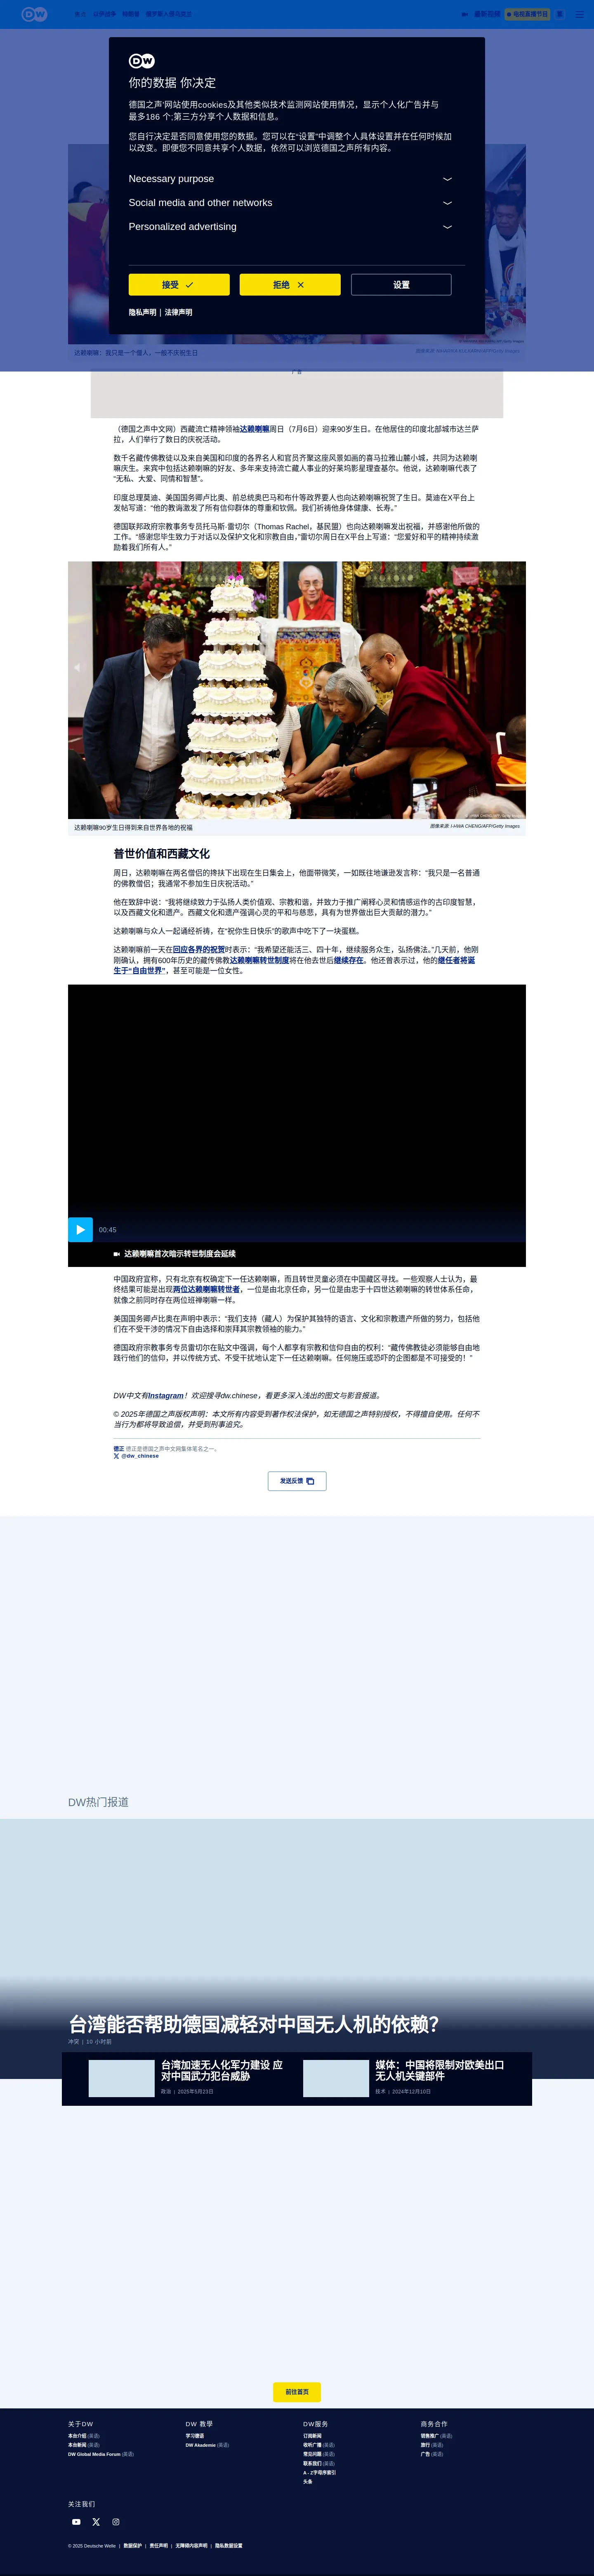 DW
最新视频
电视直播节目
DW
你的数据 你决定
德国之声'网站使用cookies及其他类似技术监测网站使用情况，显示个人化广告并与
最多186 个;第三方分享个人数据和信息。
您自行决定是否同意使用您的数据。您可以在“设置”中调整个人具体设置并在任何时候加
以改变。即便您不同意共享个人数据，依然可以浏览德国之声所有内容。
Necessary purpose
Social media and other networks
Personalized advertising
接受
拒绝
设置
隐私声明 | 法律声明
达赖喇嘛：我只是一个僧人，一般不庆祝生日
广告
（德国之声中文网）西藏流亡精神领袖达赖喇嘛周日（7月6日）迎来90岁生日。在他居住的印度北部城市达兰萨
拉，人们举行了数日的庆祝活动。
数千名藏传佛教徒以及来自美国和印度的各界名人和官员齐聚这座风景如画的喜马拉雅山麓小城，共同为达赖喇
嘛庆生。来宾中包括达赖喇嘛的好友、多年来支持流亡藏人事业的好莱坞影星理查基尔。他说，达赖喇嘛代表了
“无私、大爱、同情和智慧”。
印度总理莫迪、美国国务卿卢比奥、前总统奥巴马和布什等政界要人也向达赖喇嘛祝贺了生日。莫迪在X平台上
发帖写道：“他的教诲激发了所有信仰群体的尊重和钦佩。我们祈祷他身体健康、长寿。”
德国联邦政府宗教事务专员托马斯·雷切尔（Thomas Rachel，基民盟）也向达赖喇嘛发出祝福，并感谢他所做的
工作。“感谢您毕生致力于对话以及保护文化和宗教自由，”雷切尔周日在X平台上写道：“您爱好和平的精神持续激
励着我们所有人。”
达赖喇嘛90岁生日得到来自世界各地的祝福
图像来源: I-HWA CHENG/AFP/Getty Images
普世价值和西藏文化
周日，达赖喇嘛在两名僧侣的搀扶下出现在生日集会上，他面带微笑，一如既往地谦逊发言称：“我只是一名普通
的佛教僧侣；我通常不参加生日庆祝活动。”
他在致辞中说：“我将继续致力于弘扬人类价值观、宗教和谐，并致力于推广阐释心灵和情感运作的古印度智慧，
以及西藏文化和遗产。西藏文化和遗产强调心灵的平和与慈悲，具有为世界做出巨大贡献的潜力。”
达赖喇嘛与众人一起诵经祈祷，在“祝你生日快乐”的歌声中吃下了一块蛋糕。
达赖喇嘛前一天在回应各界的祝贺时表示：“我希望还能活三、四十年，继续服务众生，弘扬佛法。”几天前，他刚
刚确认，拥有600年历史的藏传佛教达赖喇嘛转世制度将在他去世后继续存在。他还曾表示过，他的继任者将诞
生于“自由世界”，甚至可能是一位女性。
00:45
达赖喇嘛首次暗示转世制度会延续
中国政府宣称，只有北京有权确定下一任达赖喇嘛，而且转世灵童必须在中国藏区寻找。一些观察人士认为，最
终结果可能是出现两位达赖喇嘛转世者，一位是由北京任命，另一位是由忠于十四世达赖喇嘛的转世体系任命，
就像之前同时存在两位班禅喇嘛一样。
美国国务卿卢比奥在声明中表示：“我们支持（藏人）为保护其独特的语言、文化和宗教遗产所做的努力，包括他
们在不受干涉的情况下自由选择和崇拜其宗教领袖的能力。”
德国政府宗教事务专员雷切尔在贴文中强调，每个人都享有宗教和信仰自由的权利：“藏传佛教徒必须能够自由地
践行他们的信仰，并以传统方式、不受干扰地认定下一任达赖喇嘛。任何施压或恐吓的企图都是不可接受的！”
DW中文有Instagram！欢迎搜寻dw.chinese，看更多深入浅出的图文与影音报道。
© 2025年德国之声版权声明：本文所有内容受到著作权法保护，如无德国之声特别授权，不得擅自使用。任何不
当行为都将导致追偿，并受到刑事追究。
德正 德正是德国之声中文网集体笔名之一。
@dw_chinese
发送反馈
DW热门报道
台湾能否帮助德国减轻对中国无人机的依赖？
冲突 | 10 小时前
台湾加速无人化军力建设 应
对中国武力犯台威胁
政治 | 2025年5月23日
媒体：中国将限制对欧美出口
无人机关键部件
技术 | 2024年12月10日
前往首页
关于DW
本台介绍 (英语)
本台新闻 (英语)
DW Global Media Forum (英语)
DW 教學
学习德语
DW Akademie (英语)
DW服务
订阅新闻
收听广播 (英语)
常见问题 (英语)
联系我们 (英语)
A - Z字母序索引
头条
商务合作
销售推广 (英语)
旅行 (英语)
广告 (英语)
关注我们
© 2025 Deutsche Welle | 数据保护 | 责任声明 | 无障碍内容声明 | 隐私数据设置